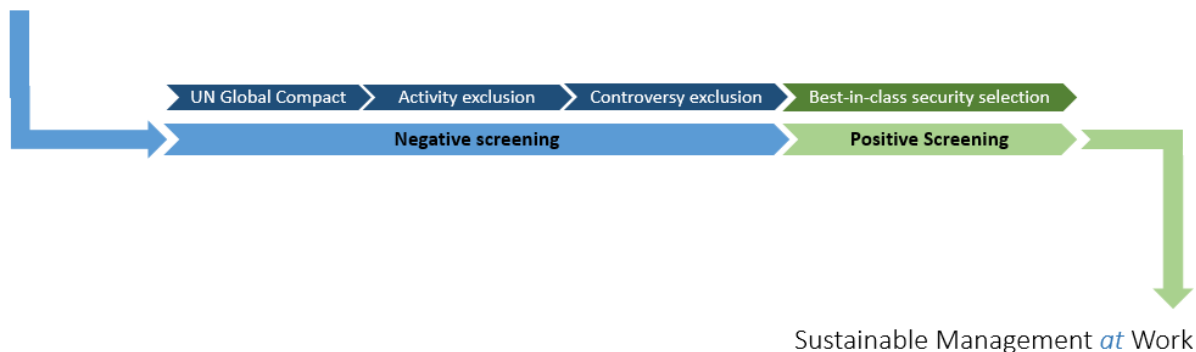 UN Global Compact
Activity exclusion
Controversy exclusion
Best-in-class security selection
Negative screening
Positive Screening
Sustainable Management at Work